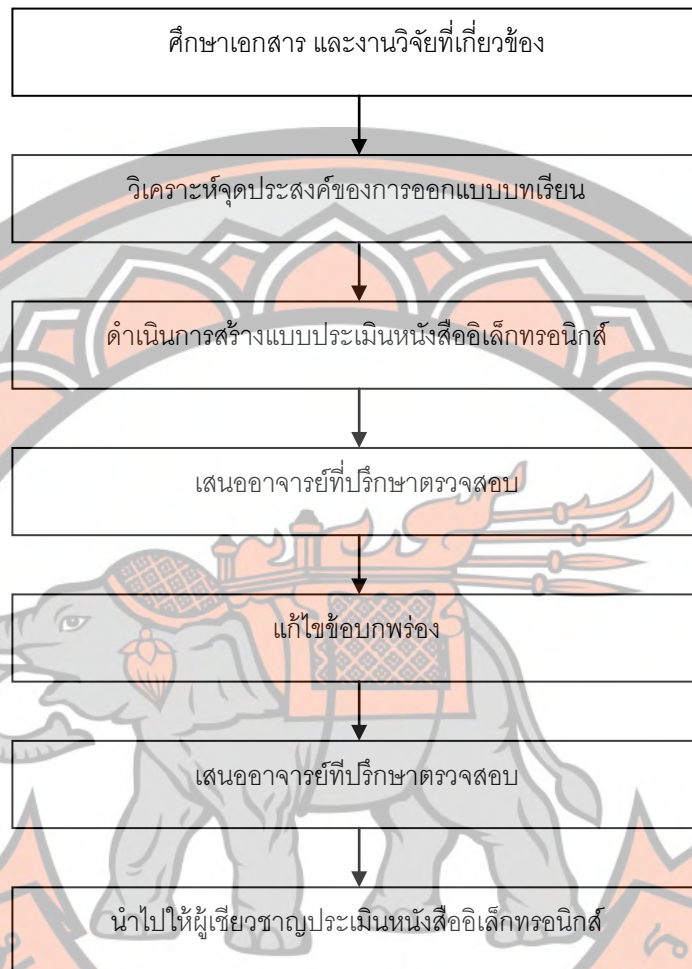 ศึกษาเอกสาร และงานวิจัยที่เกี่ยวข้อง
วิเคราะห์จุดประสงค์ของการออกแบบบทเรียน
ดำเนินการสร้างแบบประเมินหนังสืออิเล็กทรอนิกส์
เสนออาจารย์ที่ปรึกษาตรวจสอบ
แก้ไขข้อบกพร่อง
เสนออาจารย์ที่ปรึกษาตรวจสอบ
นำไปให้ผู้เชี่ยวชาญประเมินหนังสืออิเล็กทรอนิกส์